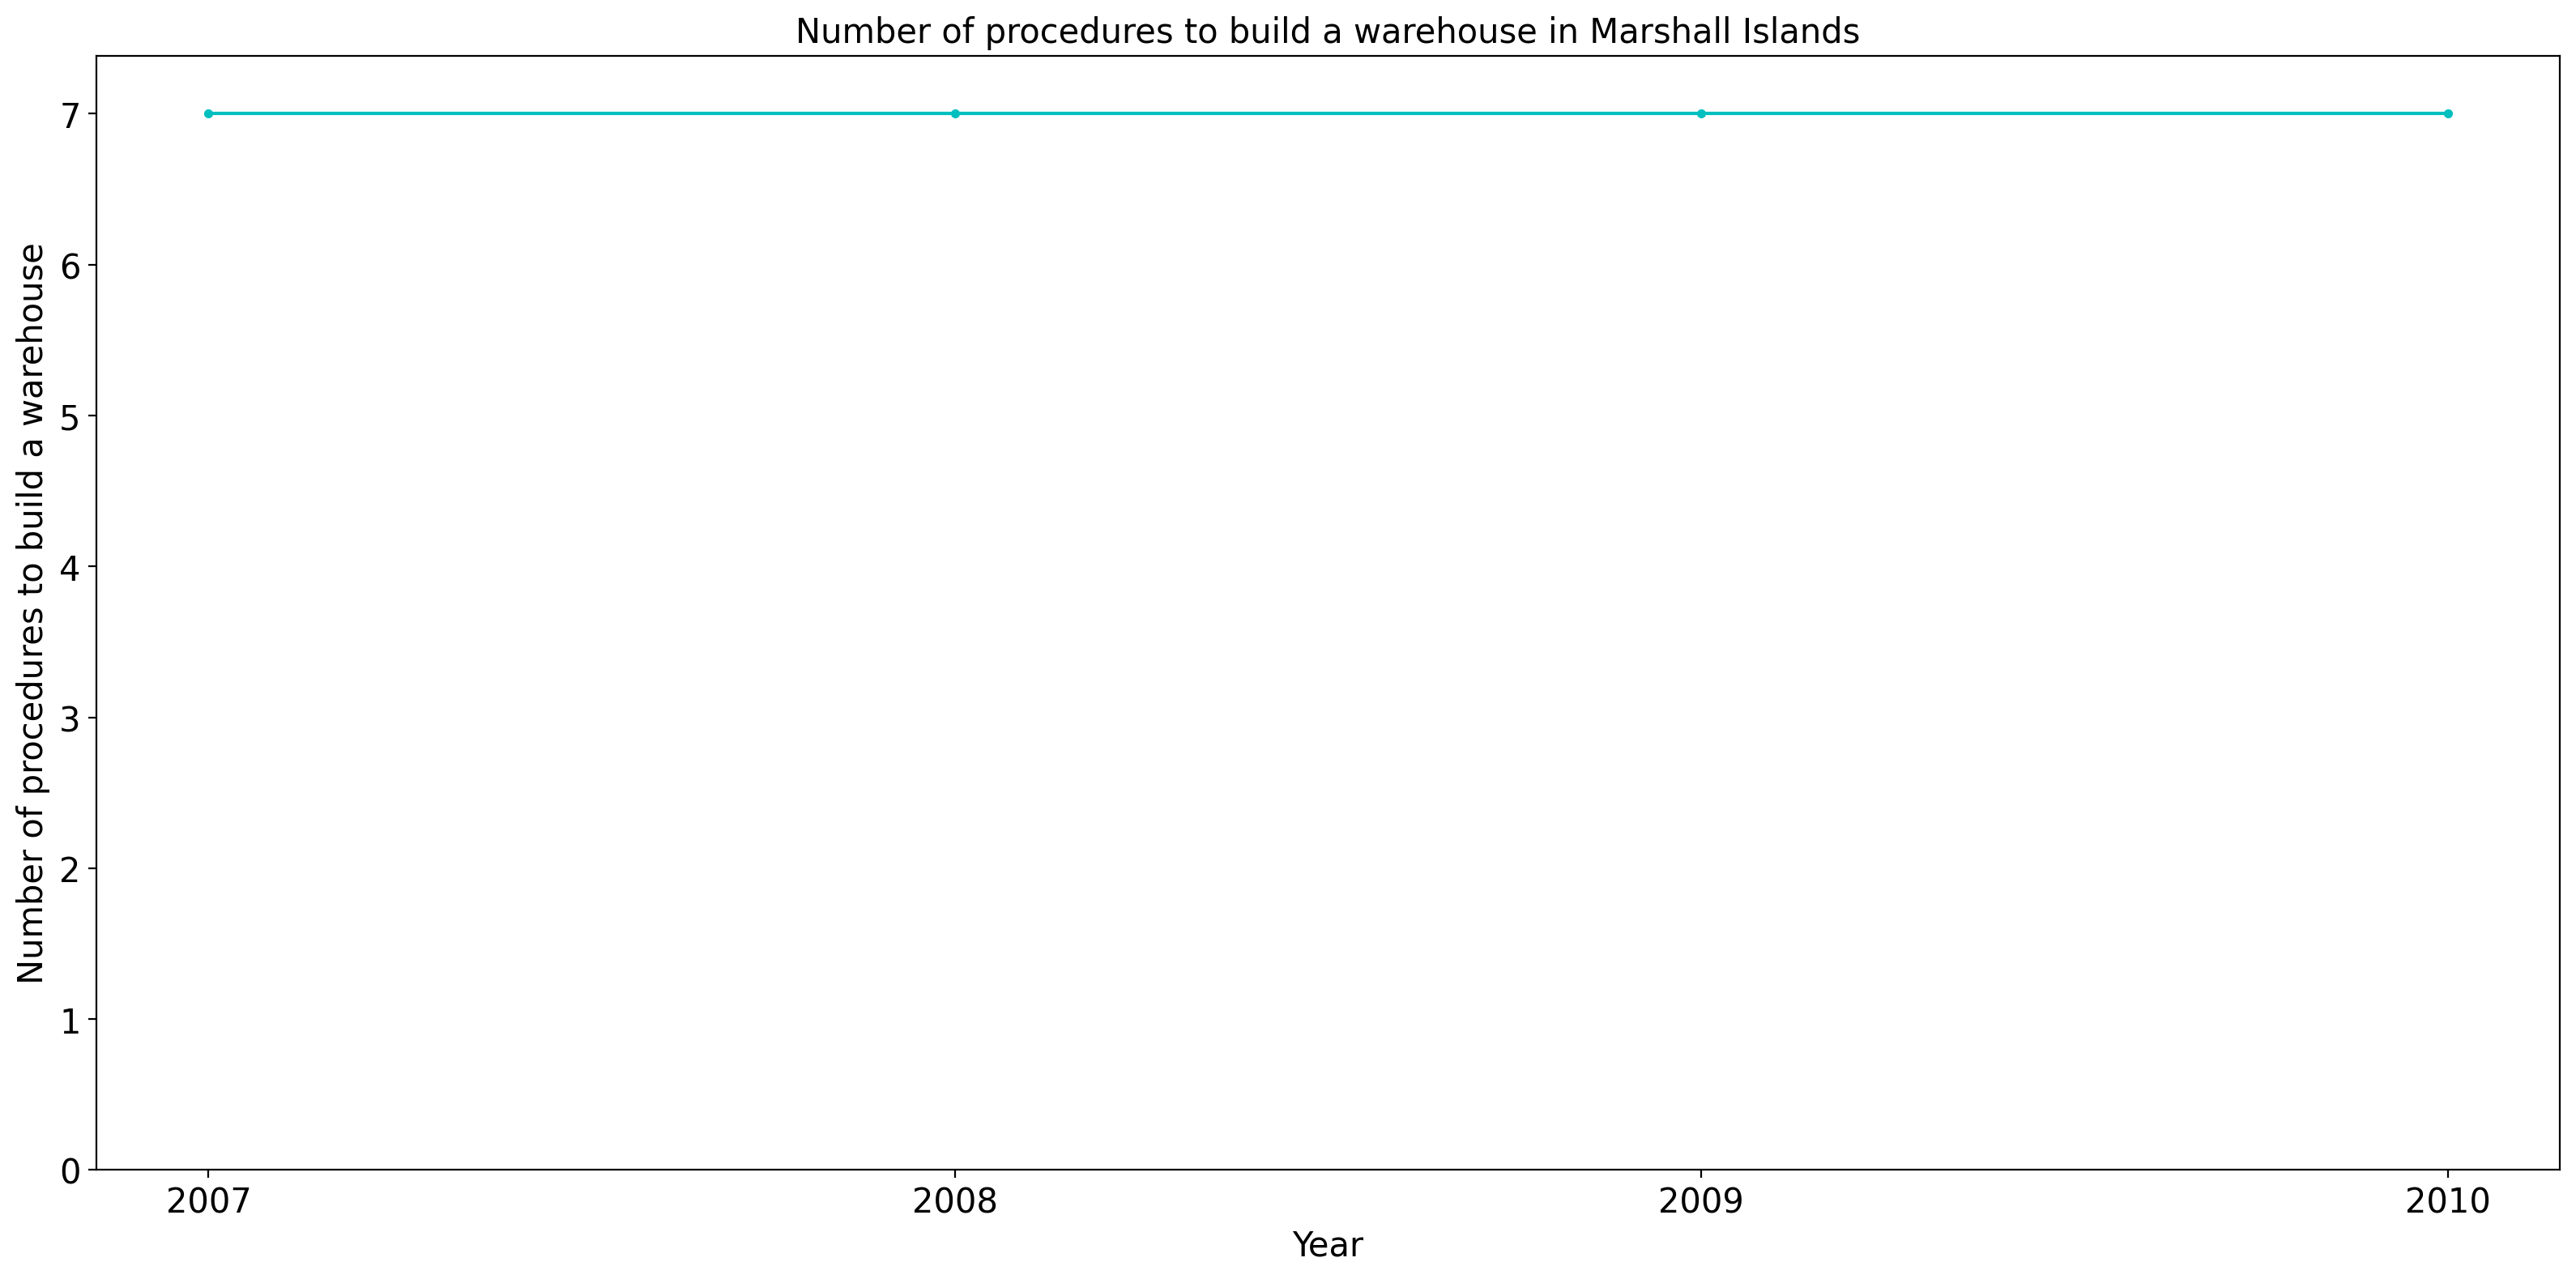 Number of procedures to build a warehouse in Marshall Islands
Number of procedures to build a warehouse
7
6
5
4
3
2
1
0
2007 2008 2009 2010
Year